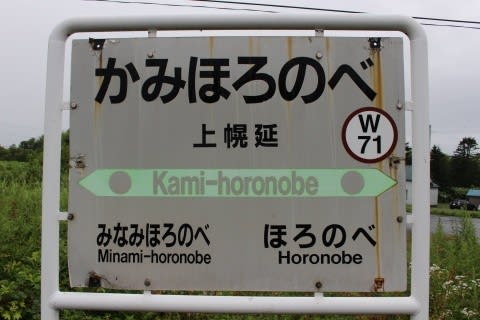 かみほろのべ
上幌延
W
71
Kami-horonobe
みなみほろのべ ほろのべ
Minami-horonobe Horonobe